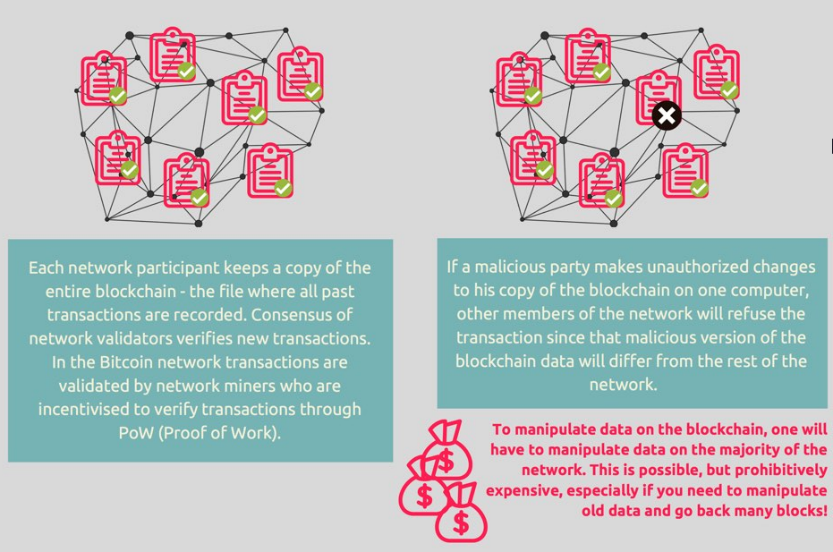 Each network participant keeps a copy of the
entire blockchain - the file where all past
transactions are recorded. Consensus of
network validators verifies new transactions.
In the Bitcoin network transactions are
validated by network miners who are
incentivised to verify transactions through
PoW (Proof of Work).
If a malicious party makes unauthorized changes
to his copy of the blockchain on one computer,
other members of the network will refuse the
transaction since that malicious version of the
blockchain data will differ from the rest of the
network.
To manipulate data on the blockchain, one will
have to manipulate data on the majority of the
network. This is possible, but prohibitively
expensive, especially if you need to manipulate
old data and go back many blocks!
$
$
$